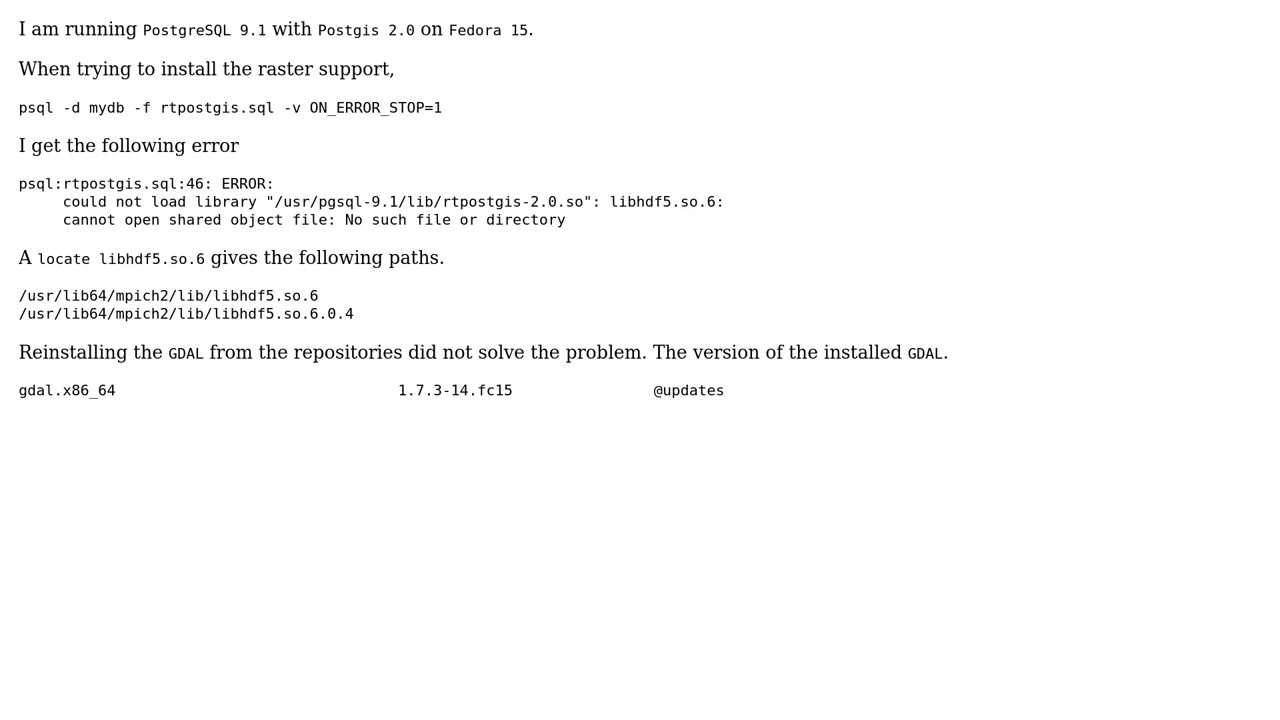 I am running PostgreSQL 9.1 with Postgis 2.0 on Fedora 15.
When trying to install the raster support,
psql -d mydb -f rtpostgis.sql -v ON_ERROR_STOP=1
I get the following error
psql:rtpostgis.sql:46: ERROR:
     could not load library "/usr/pgsql-9.1/lib/rtpostgis-2.0.so": libhdf5.so.6:
     cannot open shared object file: No such file or directory
A locate libhdf5.so.6 gives the following paths.
/usr/lib64/mpich2/lib/libhdf5.so.6
/usr/lib64/mpich2/lib/libhdf5.so.6.0.4
Reinstalling the GDAL from the repositories did not solve the problem. The version of the installed GDAL.
gdal.x86_64                                1.7.3-14.fc15                @updates